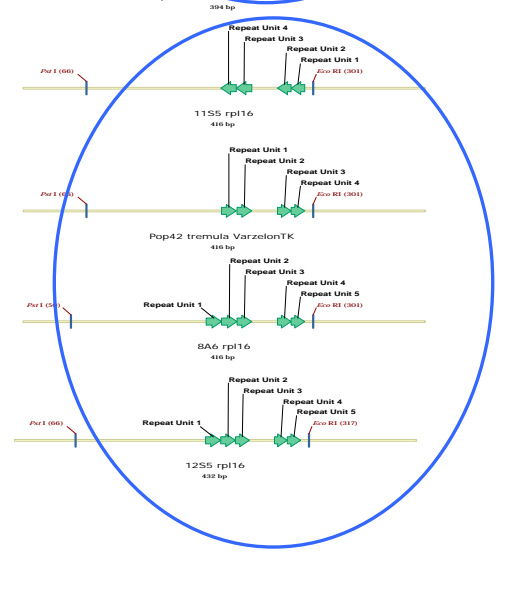 394 bp
Repeat Unit 4
Repeat Unit 3
Repeat Unit 2
Repeat Unit 1
Pst I (66)
Eco RI (301)
11S5 rpl16
416 bp
Repeat Unit 1
Repeat Unit 2
Repeat Unit 3
Repeat Unit 4
Pst I
Eco RI (301)
Pop42 tremula VarzelonTK
416 bp
Repeat Unit 2
Repeat Unit 3
Repeat Unit 4
Repeat Unit 5
Repeat Unit 1
Pst I
Eco RI (301)
8A6 rpl16
416 bp
Repeat Unit 2
Repeat Unit 3
Repeat Unit 4
Repeat Unit 5
Repeat Unit 1
Pst I (66)
Eco RI (317)
12S5 rpl16
432 bp